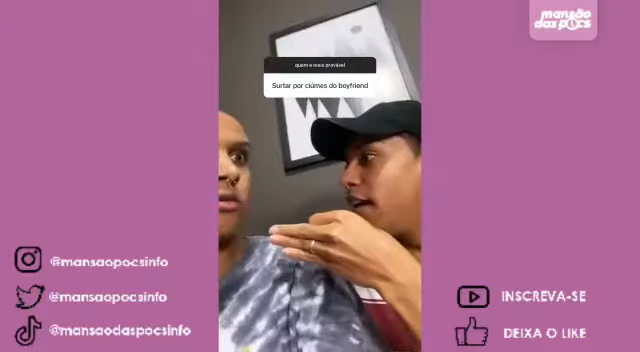 mansão
das pocs
quem e mais provável
Surtar por ciúmes do boyfriend
@mansaopocsinfo
@mansaopocsinfo
@mansaodaspocsinfo
INSCREVA-SE
DEIXA O LIKE